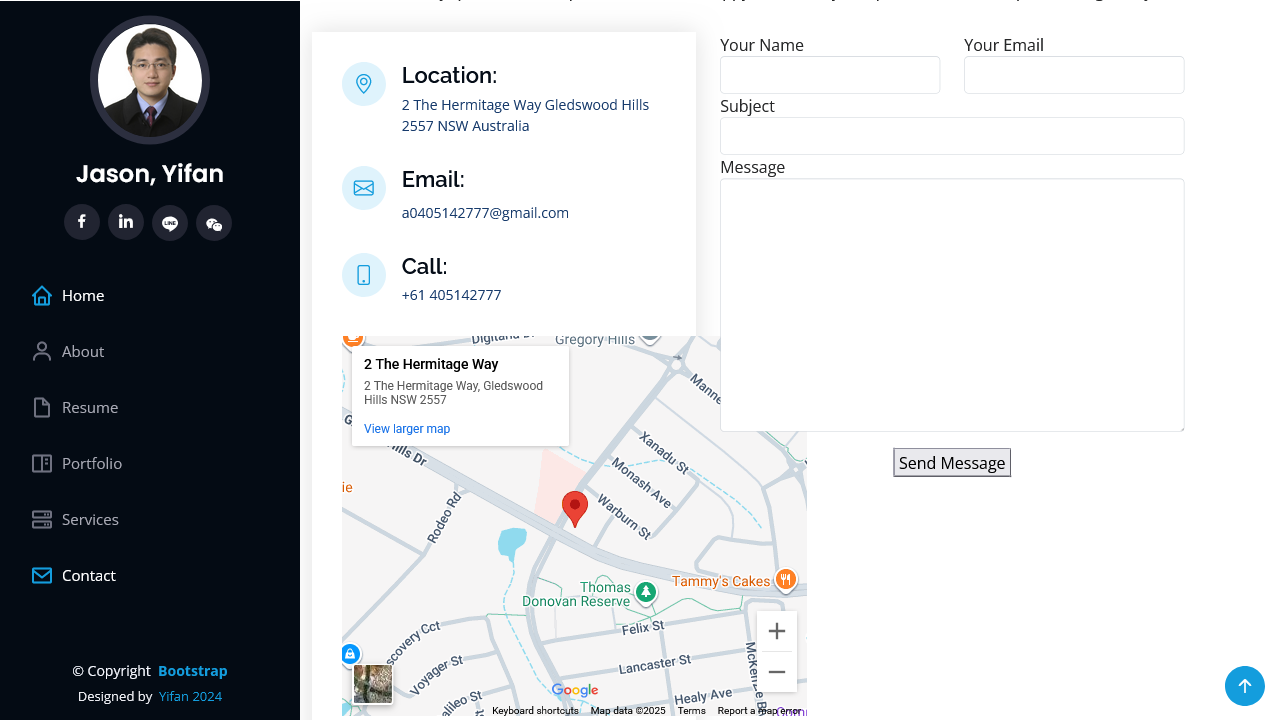 Jason, Yifan
LINE
Home
About
Resume
Portfolio
Services
Contact
© Copyright Bootstrap
Designed by Yifan 2024
Location:
2 The Hermitage Way Gledswood Hills
2557 NSW Australia
Email:
a0405142777@gmail.com
Call:
+61 405142777
2 The Hermitage Way
2 The Hermitage Way, Gledswood
Hills NSW 2557
View larger map
Gregory Hills
Hills Dr
Rodeo Rd
Xanadu St
Monash Ave
Warburn St
Tammy's Cakes
Thomas
Donovan Reserve
Felix St
Lancaster St
Voyager St
Healy Ave
Google
Keyboard shortcuts
Map data ©2025
Terms
Report a map error
Your Name
Your Email
Subject
Message
Send Message